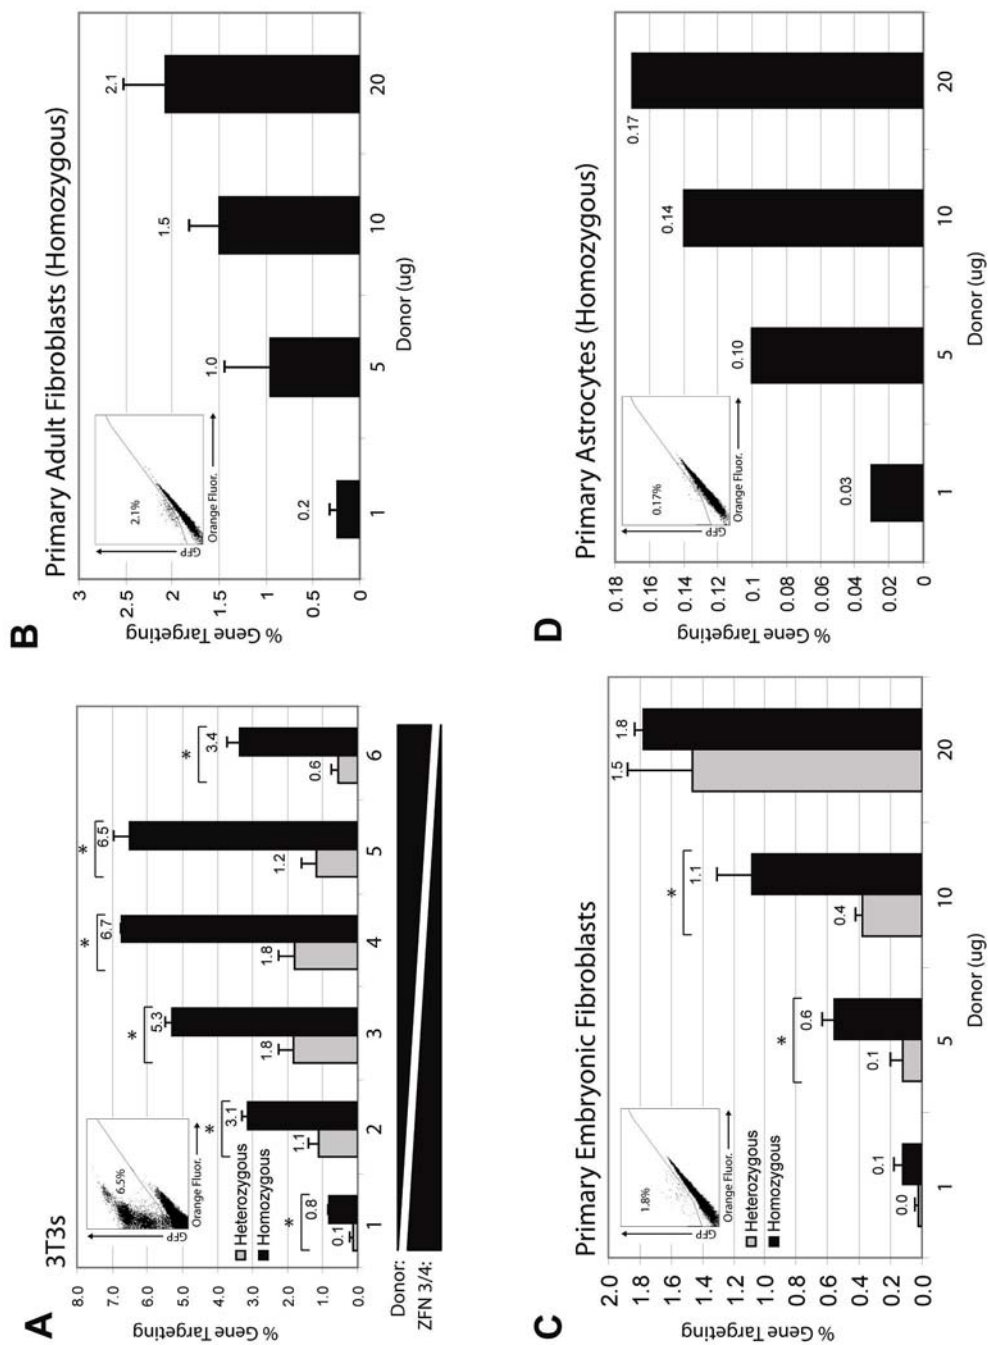 A
3T3s
% Gene Targeting
8.0
7.0
6.0
5.0
4.0
3.0
2.0
1.0
0.0
GFP
6.5%
Orange Fluor.
Heterozygous
Homozygous
* * * * * *
0.1 0.8 1.1 3.1 1.8 5.3 1.8 6.7 1.2 6.5 0.6 3.4
1 2 3 4 5 6
Donor:
ZFN 3/4:
B
Primary Adult Fibroblasts (Homozygous)
% Gene Targeting
3
2.5
2
1.5
1
0.5
0
GFP
2.1%
Orange Fluor.
0.2 1.0 1.5 2.1
1 5 10 20
Donor (ug)
C
Primary Embryonic Fibroblasts
% Gene Targeting
2.0
1.8
1.6
1.4
1.2
1.0
0.8
0.6
0.4
0.2
0.0
GFP
1.8%
Orange Fluor.
Heterozygous
Homozygous
* *
0.0 0.1 0.1 0.6 0.4 1.1 1.5 1.8
1 5 10 20
Donor (ug)
D
Primary Astrocytes (Homozygous)
% Gene Targeting
0.18
0.16
0.14
0.12
0.1
0.08
0.06
0.04
0.02
0
GFP
0.17%
Orange Fluor.
0.03 0.10 0.14 0.17
1 5 10 20
Donor (ug)